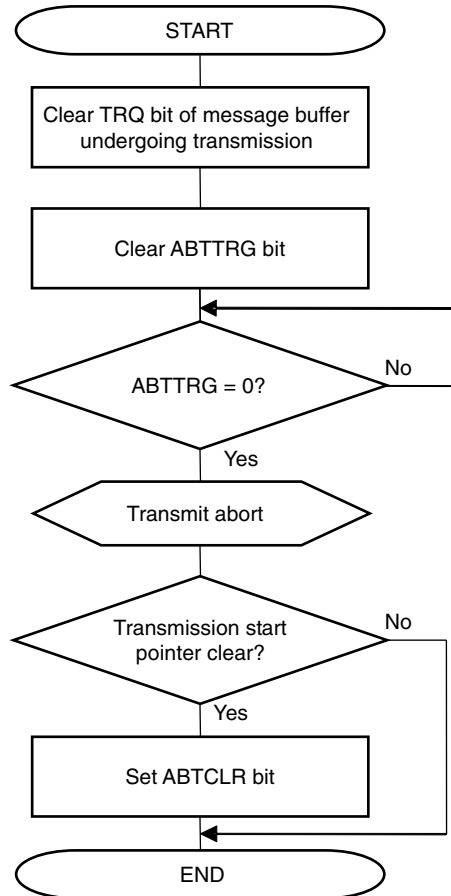 START
Clear TRQ bit of message buffer
undergoing transmission
Clear ABTTRG bit
ABTTRG = 0?
No
Yes
Transmit abort
Transmission start
pointer clear?
No
Yes
Set ABTCLR bit
END